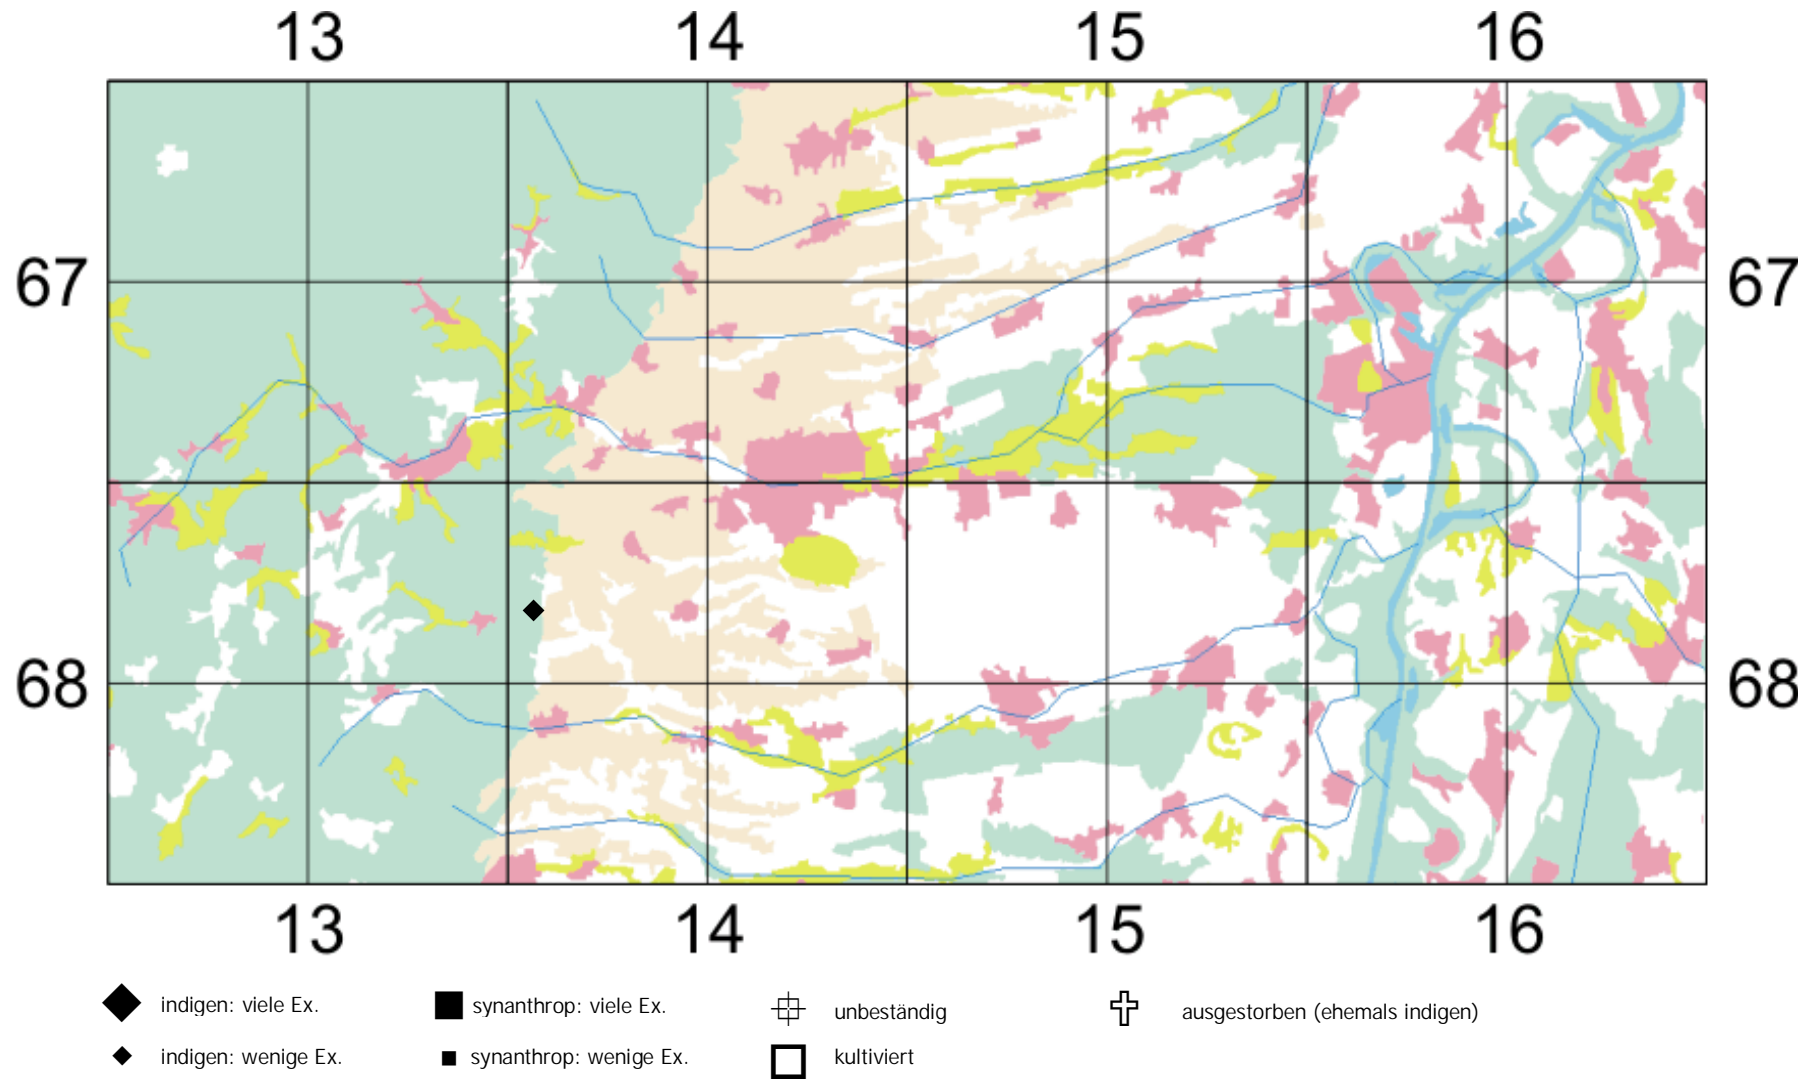 13 14 15 16
67 67
68 68
13 14 15 16
indigen: viele Ex. synanthrop: viele Ex. unbeständig ausgestorben (ehemals indigen)
indigen: wenige Ex. synanthrop: wenige Ex. kultiviert